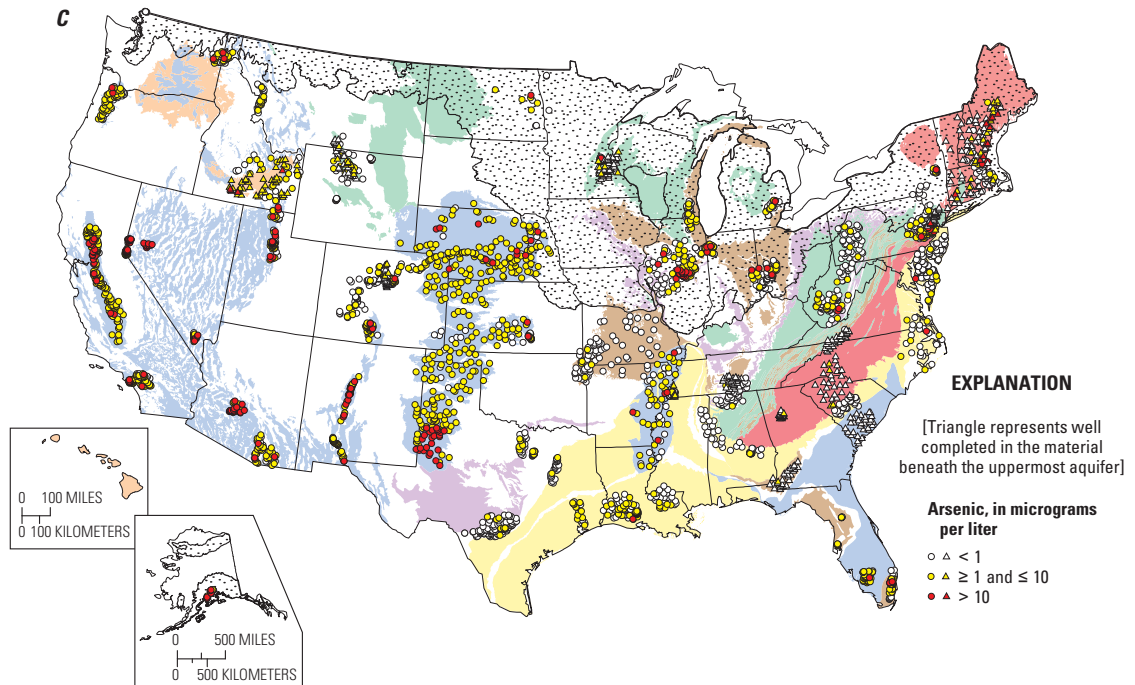 C
EXPLANATION
[Triangle represents well
completed in the material
beneath the uppermost aquifer]
Arsenic, in micrograms
per liter
< 1
≥ 1 and ≤ 10
> 10
0 100 MILES
0 100 KILOMETERS
0 500 MILES
0 500 KILOMETERS